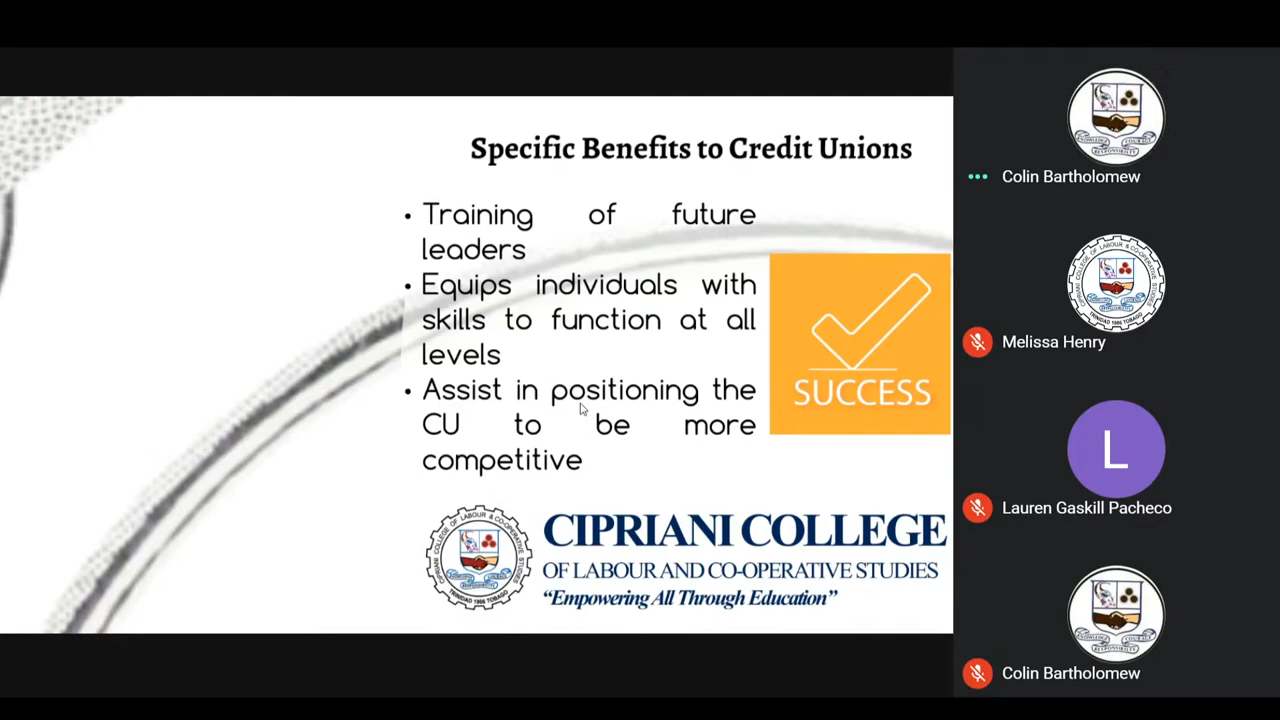 Specific Benefits to Credit Unions
• Training of future
leaders
• Equips individuals with
skills to function at all
levels
• Assist in positioning the
CU to be more
competitive
SUCCESS
CIPRIANI COLLEGE
OF LABOUR AND CO-OPERATIVE STUDIES
"Empowering All Through Education"
Colin Bartholomew
Melissa Henry
L
Lauren Gaskill Pacheco
Colin Bartholomew